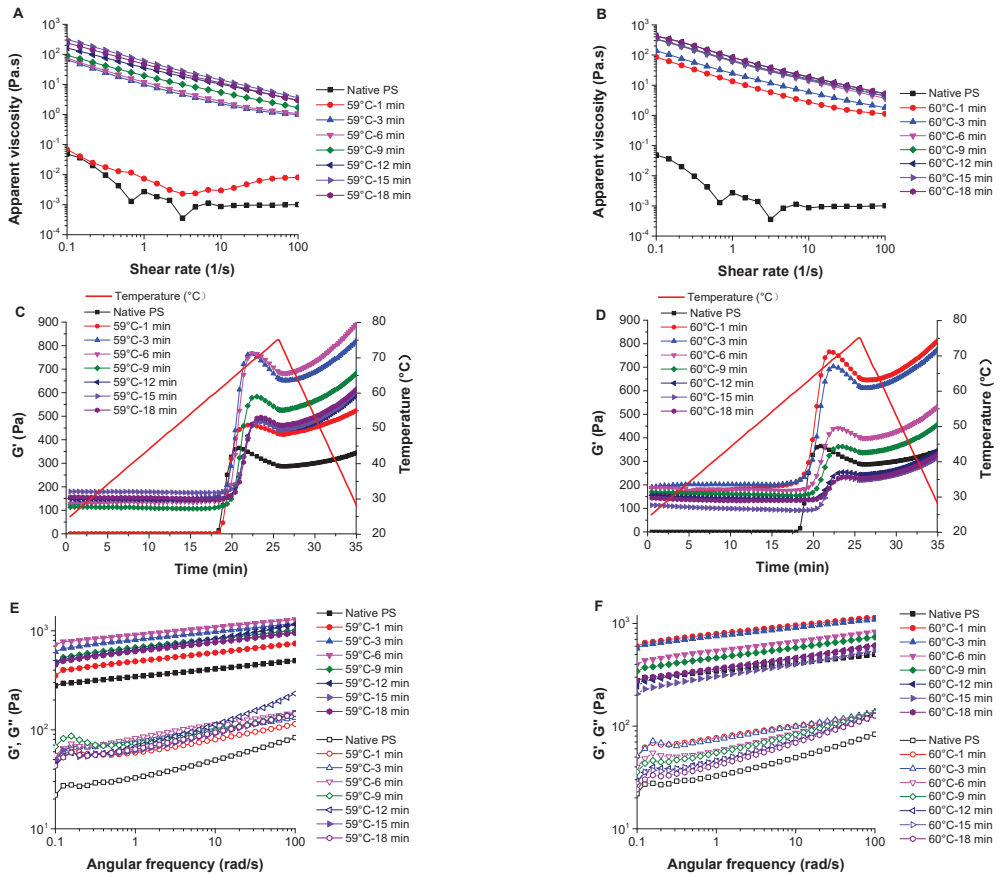 A
Apparent viscosity (Pa.s)
10³
10²
10¹
10⁰
10⁻¹
10⁻²
10⁻³
10⁻⁴
0.1
1
10
100
Shear rate (1/s)
Native PS
59°C-1 min
59°C-3 min
59°C-6 min
59°C-9 min
59°C-12 min
59°C-15 min
59°C-18 min
B
Apparent viscosity (Pa.s)
10³
10²
10¹
10⁰
10⁻¹
10⁻²
10⁻³
10⁻⁴
0.1
1
10
100
Shear rate (1/s)
Native PS
60°C-1 min
60°C-3 min
60°C-6 min
60°C-9 min
60°C-12 min
60°C-15 min
60°C-18 min
C
Temperature (°C)
Native PS
59°C-1 min
59°C-3 min
59°C-6 min
59°C-9 min
59°C-12 min
59°C-15 min
59°C-18 min
G' (Pa)
900
800
700
600
500
400
300
200
100
0
0
5
10
15
20
25
30
35
Time (min)
80
70
60
50
40
30
20
Temperature (°C)
D
Temperature (°C)
Native PS
60°C-1 min
60°C-3 min
60°C-6 min
60°C-9 min
60°C-12 min
60°C-15 min
60°C-18 min
G' (Pa)
900
800
700
600
500
400
300
200
100
0
0
5
10
15
20
25
30
35
Time (min)
80
70
60
50
40
30
20
Temperature (°C)
E
G', G'' (Pa)
10³
10²
10¹
0.1
1
10
100
Angular frequency (rad/s)
Native PS
59°C-1 min
59°C-3 min
59°C-6 min
59°C-9 min
59°C-12 min
59°C-15 min
59°C-18 min
Native PS
59°C-1 min
59°C-3 min
59°C-6 min
59°C-9 min
59°C-12 min
59°C-15 min
59°C-18 min
F
G', G'' (Pa)
10³
10²
10¹
0.1
1
10
100
Angular frequency (rad/s)
Native PS
60°C-1 min
60°C-3 min
60°C-6 min
60°C-9 min
60°C-12 min
60°C-15 min
60°C-18 min
Native PS
60°C-1 min
60°C-3 min
60°C-6 min
60°C-9 min
60°C-12 min
60°C-15 min
60°C-18 min